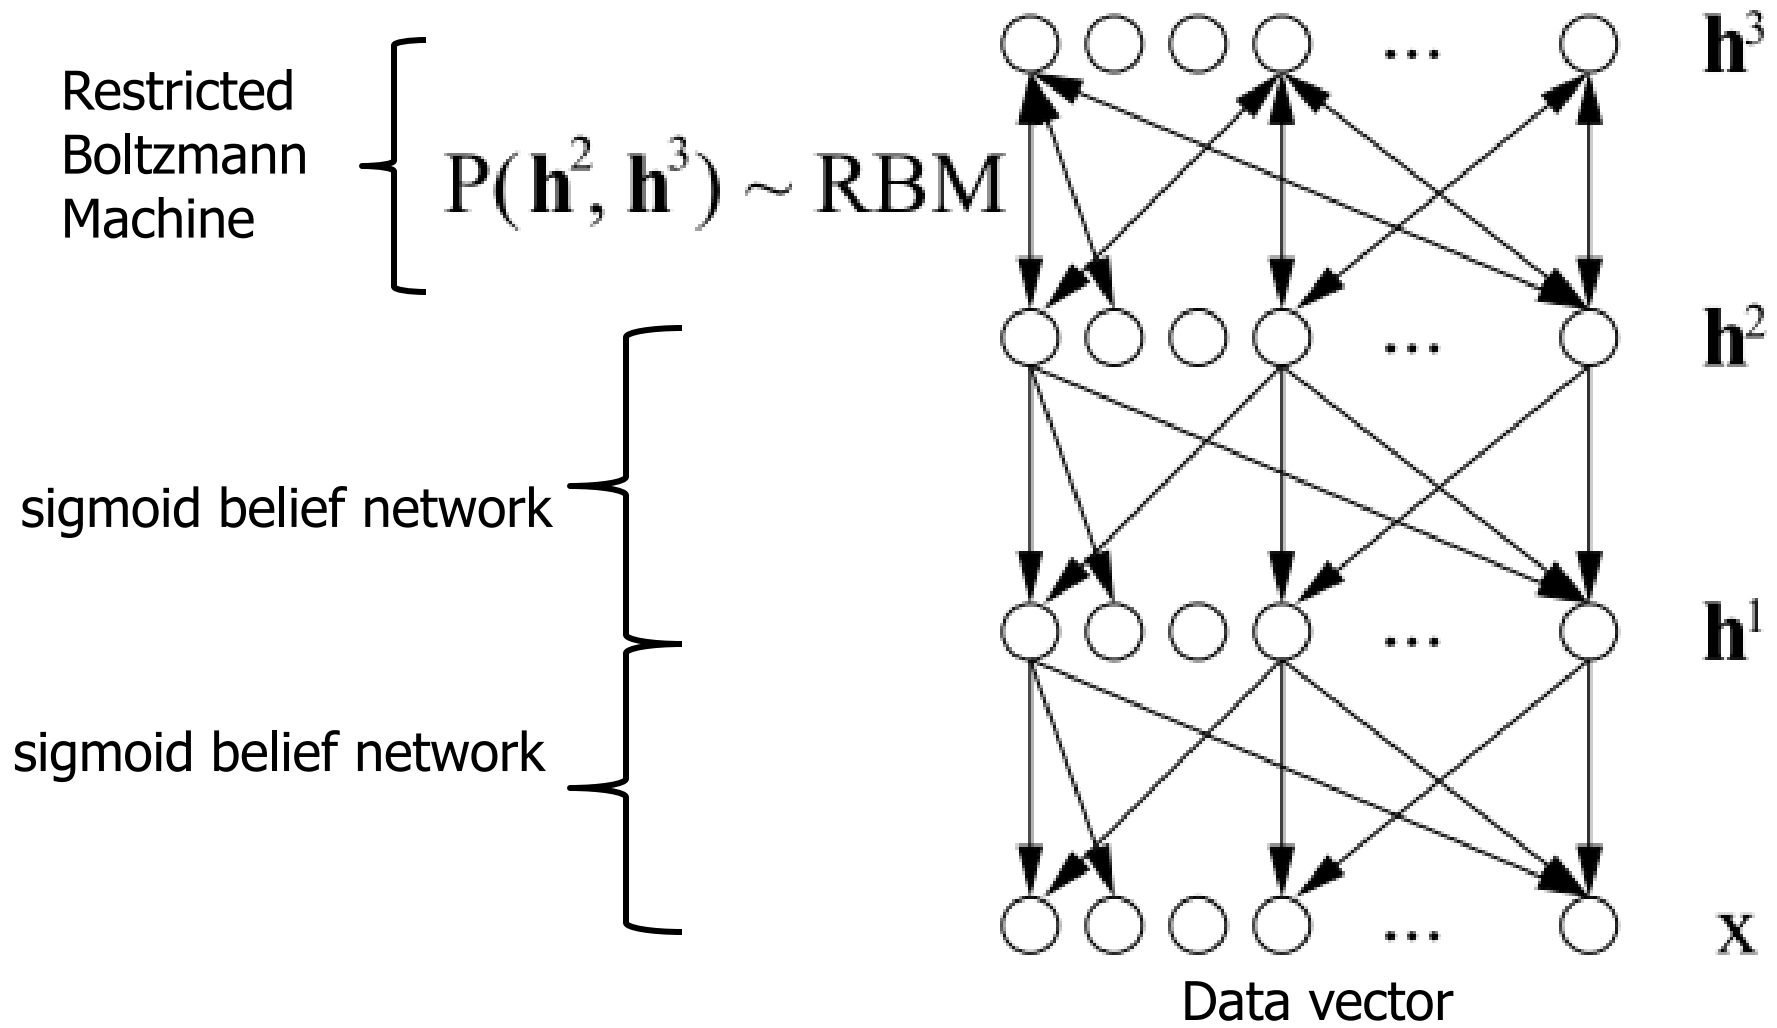 Restricted
Boltzmann
Machine
P(h², h³) ~ RBM
... h³
... h²
sigmoid belief network
... h¹
sigmoid belief network
... x
Data vector